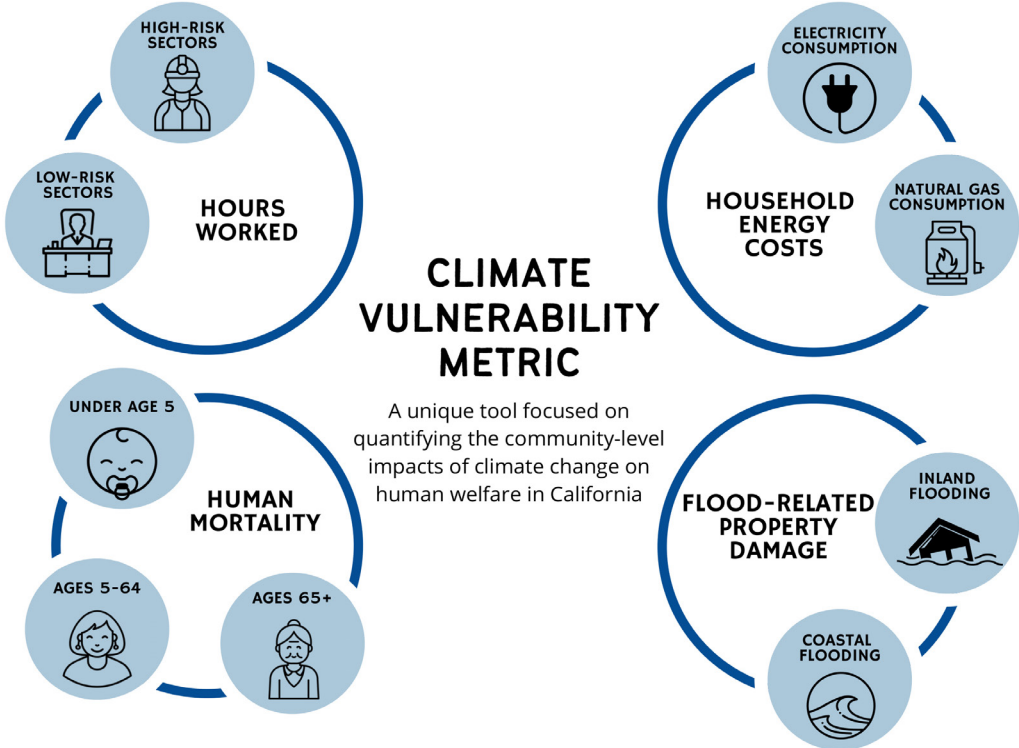 HIGH-RISK
SECTORS
LOW-RISK
SECTORS
HOURS
WORKED
ELECTRICITY
CONSUMPTION
NATURAL GAS
CONSUMPTION
HOUSEHOLD
ENERGY
COSTS
CLIMATE
VULNERABILITY
METRIC
A unique tool focused on
quantifying the community-level
impacts of climate change on
human welfare in California
UNDER AGE 5
HUMAN
MORTALITY
AGES 5-64
AGES 65+
FLOOD-RELATED
PROPERTY
DAMAGE
INLAND
FLOODING
COASTAL
FLOODING